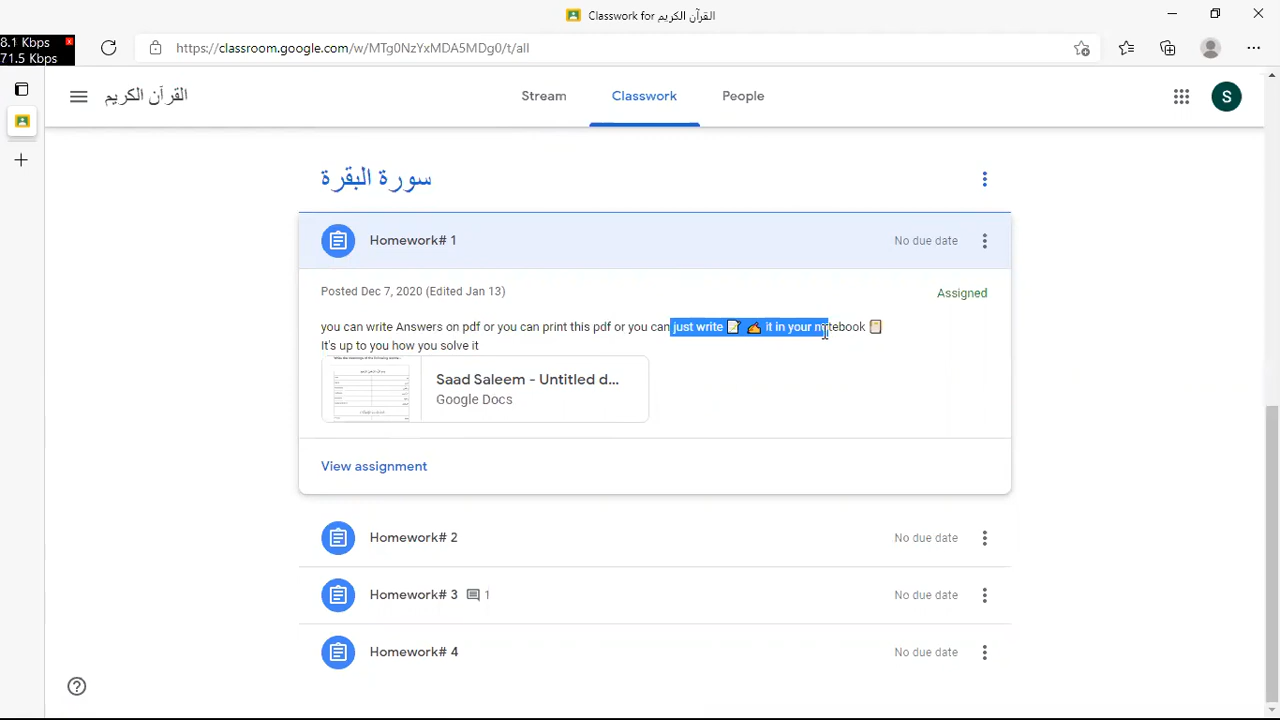 Classwork for القرآن الكريم
8.1 Kbps
71.5 Kbps
https://classroom.google.com/w/MTg0NzYxMDA5MDg0/t/all
القرآن الكريم
Stream
Classwork
People
S
سورة البقرة
Homework# 1
No due date
Posted Dec 7, 2020 (Edited Jan 13)
Assigned
you can write Answers on pdf or you can print this pdf or you can just write 📝 ✍ it in your notebook 📔
It's up to you how you solve it
Saad Saleem - Untitled d...
Google Docs
View assignment
Homework# 2
No due date
Homework# 3
1
No due date
Homework# 4
No due date